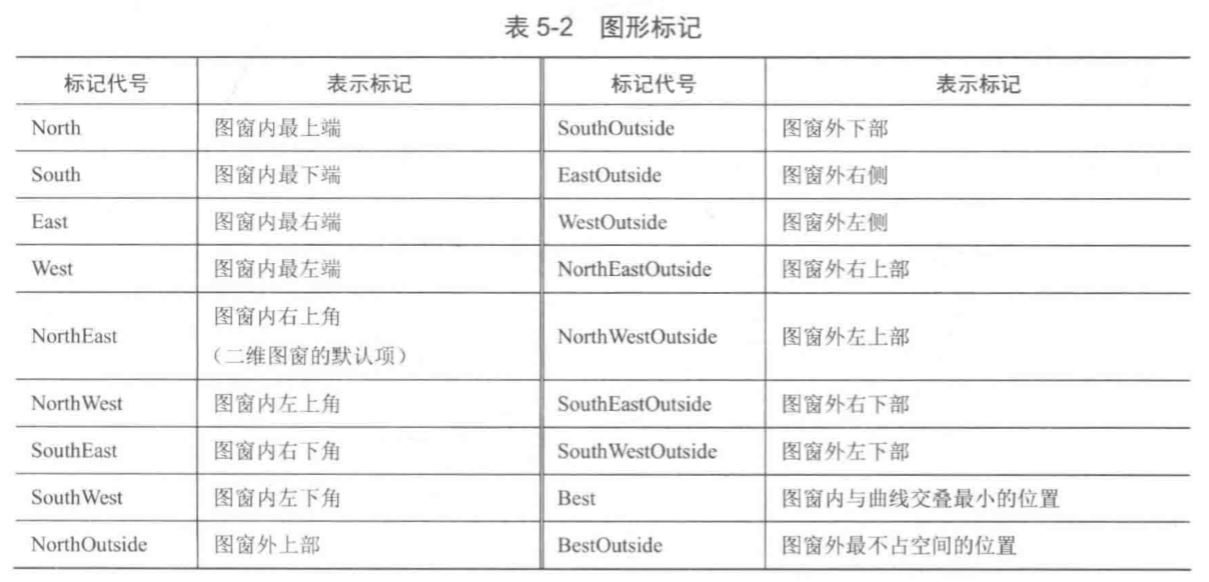 表 5-2 图形标记
标记代号 表示标记 标记代号 表示标记
North 图窗内最上端 SouthOutside 图窗外下部
South 图窗内最下端 EastOutside 图窗外右侧
East 图窗内最右端 WestOutside 图窗外左侧
West 图窗内最左端 NorthEastOutside 图窗外右上部
NorthEast 图窗内右上角 NorthWestOutside 图窗外左上部
（二维图窗的默认项）
NorthWest 图窗内左上角 SouthEastOutside 图窗外右下部
SouthEast 图窗内右下角 SouthWestOutside 图窗外左下部
SouthWest 图窗内左下角 Best 图窗内与曲线交叠最小的位置
NorthOutside 图窗外上部 BestOutside 图窗外最不占空间的位置